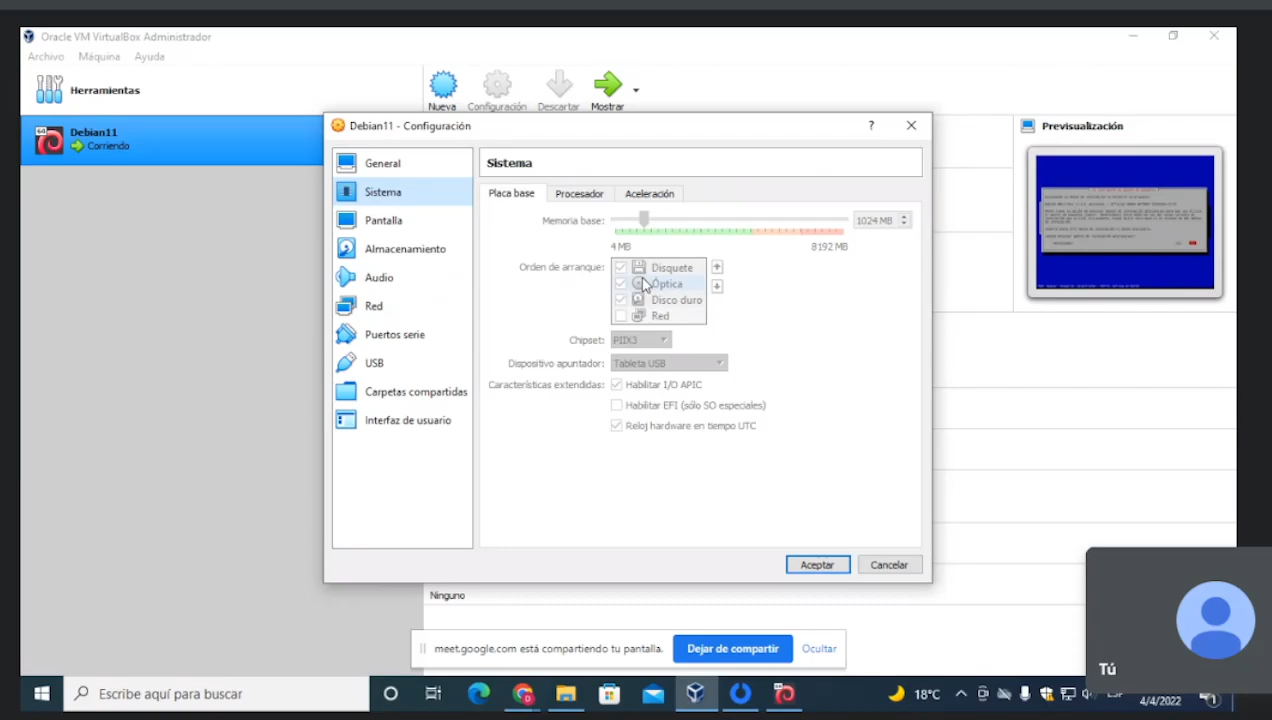 Oracle VM VirtualBox Administrador
Archivo Máquina Ayuda
Herramientas
Nueva Configuración Descartar Mostrar
Debian11
Corriendo
Debian11 - Configuración
?
Previsualización
General
Sistema
Pantalla
Almacenamiento
Audio
Red
Puertos serie
USB
Carpetas compartidas
Interfaz de usuario
Sistema
Placa base Procesador Aceleración
Memoria base: 1024 MB
4 MB 8192 MB
Orden de arranque: Disquete
Óptica
Disco duro
Red
Chipset: PIIX3
Dispositivo apuntador: Tableta USB
Características extendidas: Habilitar I/O APIC
Habilitar EFI (sólo SO especiales)
Reloj hardware en tiempo UTC
Aceptar Cancelar
Ninguno
meet.google.com está compartiendo tu pantalla. Dejar de compartir Ocultar
Tú
Escribe aquí para buscar
18°C
4/4/2022